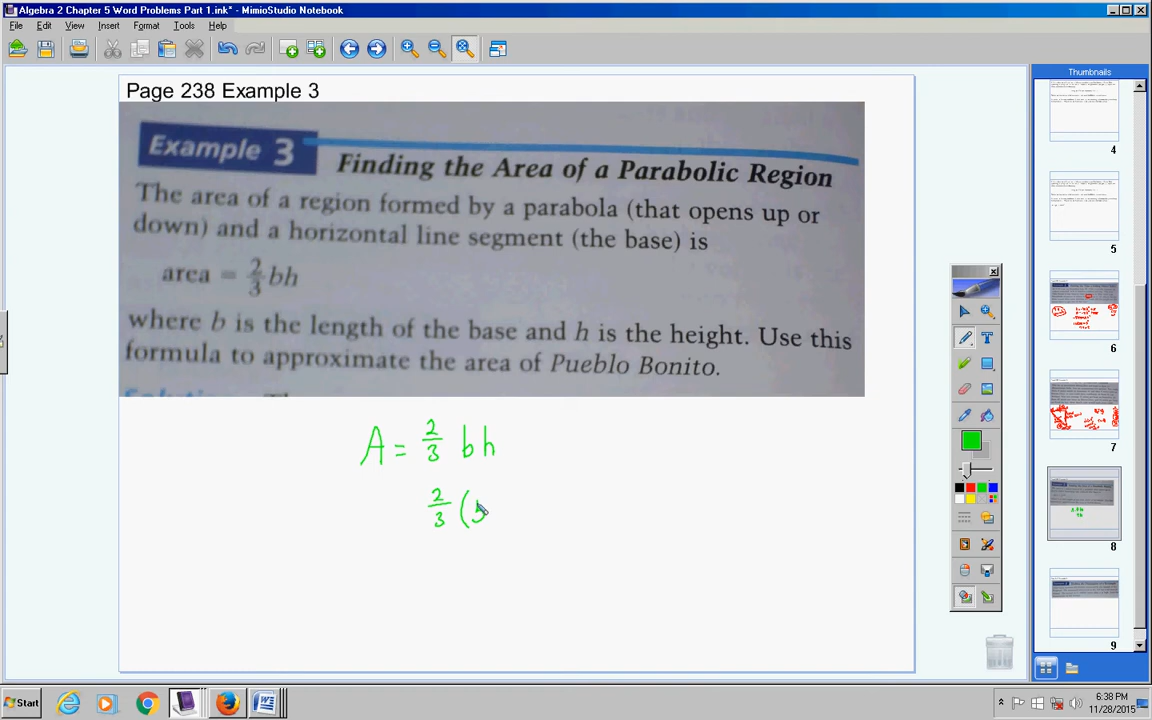 Algebra 2 Chapter 5 Word Problems Part 1.ink* - MimioStudio Notebook
File Edit View Insert Format Tools Help
Thumbnails
Page 238 Example 3
Example 3
Finding the Area of a Parabolic Region
The area of a region formed by a parabola (that opens up or
down) and a horizontal line segment (the base) is
area = 2/3 bh
where b is the length of the base and h is the height. Use this
formula to approximate the area of Pueblo Bonito.
A = 2/3 bh
2/3 (5
4
5
6
7
8
9
Start
6:38 PM
11/28/2015